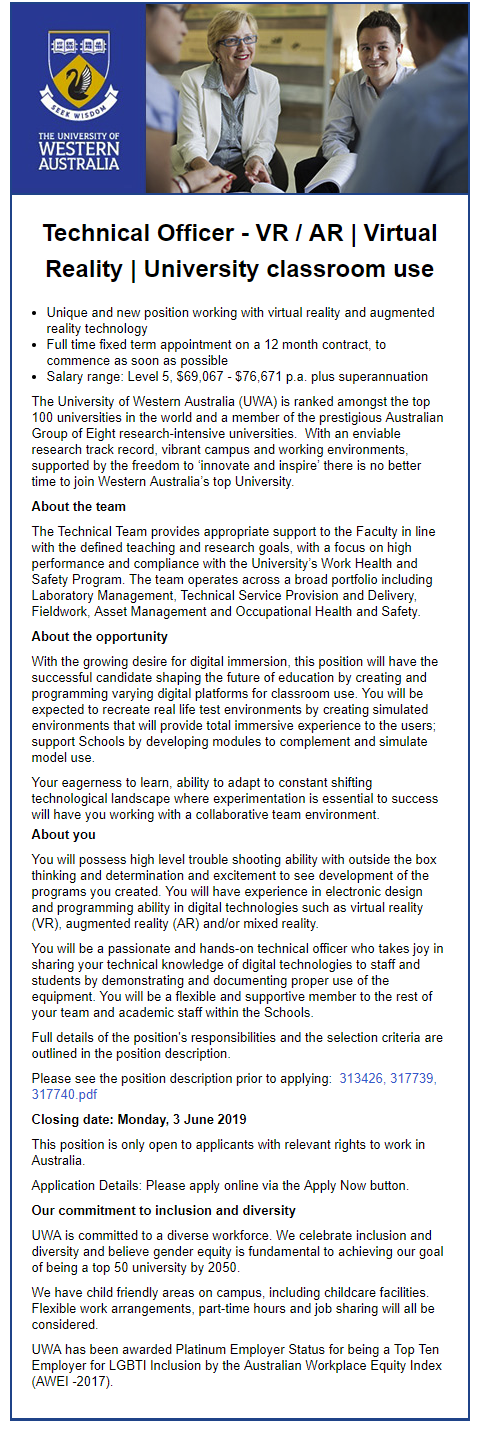 SEEK WISDOM
THE UNIVERSITY OF
WESTERN
AUSTRALIA
Technical Officer - VR / AR | Virtual
Reality | University classroom use
• Unique and new position working with virtual reality and augmented
reality technology
• Full time fixed term appointment on a 12 month contract, to
commence as soon as possible
• Salary range: Level 5, $69,067 - $76,671 p.a. plus superannuation
The University of Western Australia (UWA) is ranked amongst the top
100 universities in the world and a member of the prestigious Australian
Group of Eight research-intensive universities.  With an enviable
research track record, vibrant campus and working environments,
supported by the freedom to ‘innovate and inspire’ there is no better
time to join Western Australia’s top University.
About the team
The Technical Team provides appropriate support to the Faculty in line
with the defined teaching and research goals, with a focus on high
performance and compliance with the University’s Work Health and
Safety Program. The team operates across a broad portfolio including
Laboratory Management, Technical Service Provision and Delivery,
Fieldwork, Asset Management and Occupational Health and Safety.
About the opportunity
With the growing desire for digital immersion, this position will have the
successful candidate shaping the future of education by creating and
programming varying digital platforms for classroom use. You will be
expected to recreate real life test environments by creating simulated
environments that will provide total immersive experience to the users;
support Schools by developing modules to complement and simulate
model use.
Your eagerness to learn, ability to adapt to constant shifting
technological landscape where experimentation is essential to success
will have you working with a collaborative team environment.
About you
You will possess high level trouble shooting ability with outside the box
thinking and determination and excitement to see development of the
programs you created. You will have experience in electronic design
and programming ability in digital technologies such as virtual reality
(VR), augmented reality (AR) and/or mixed reality.
You will be a passionate and hands-on technical officer who takes joy in
sharing your technical knowledge of digital technologies to staff and
students by demonstrating and documenting proper use of the
equipment. You will be a flexible and supportive member to the rest of
your team and academic staff within the Schools.
Full details of the position’s responsibilities and the selection criteria are
outlined in the position description.
Please see the position description prior to applying:  313426, 317739,
317740.pdf
Closing date: Monday, 3 June 2019
This position is only open to applicants with relevant rights to work in
Australia.
Application Details: Please apply online via the Apply Now button.
Our commitment to inclusion and diversity
UWA is committed to a diverse workforce. We celebrate inclusion and
diversity and believe gender equity is fundamental to achieving our goal
of being a top 50 university by 2050.
We have child friendly areas on campus, including childcare facilities.
Flexible work arrangements, part-time hours and job sharing will all be
considered.
UWA has been awarded Platinum Employer Status for being a Top Ten
Employer for LGBTI Inclusion by the Australian Workplace Equity Index
(AWEI -2017).